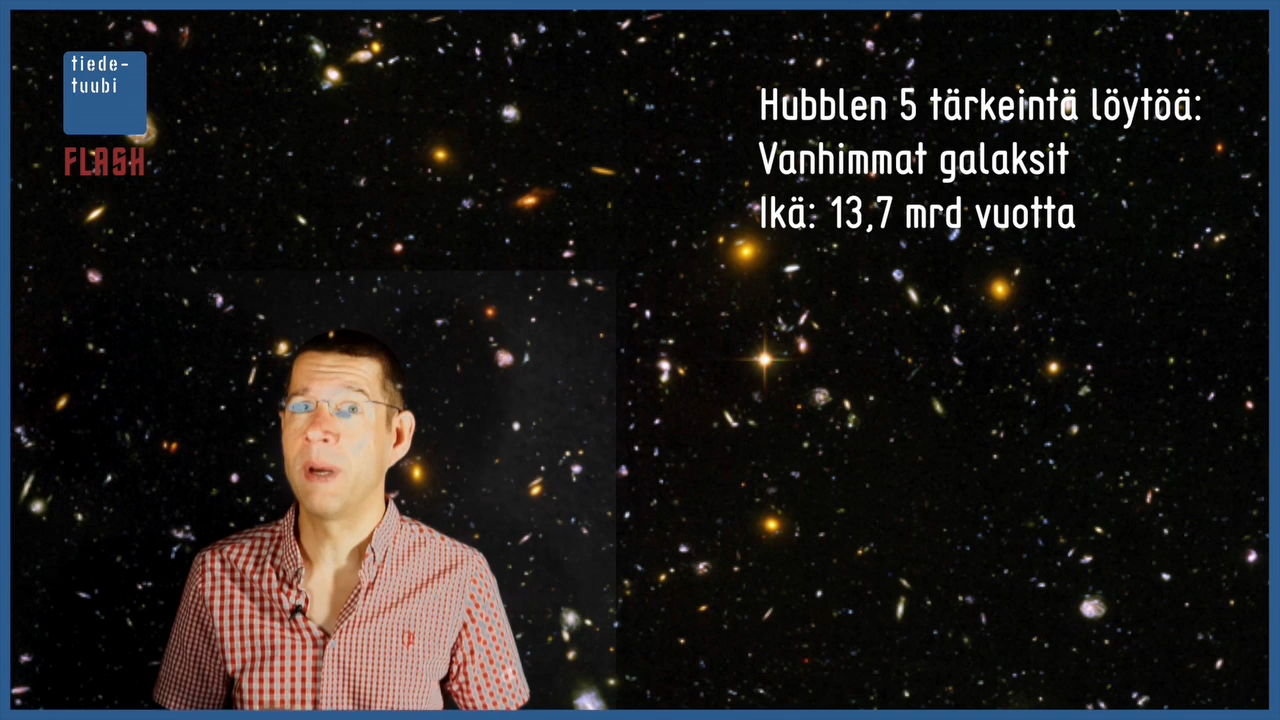 tiede-
tuubi
FLASH
Hubblen 5 tärkeintä löytöä:
Vanhimmat galaksit
Ikä: 13,7 mrd vuotta